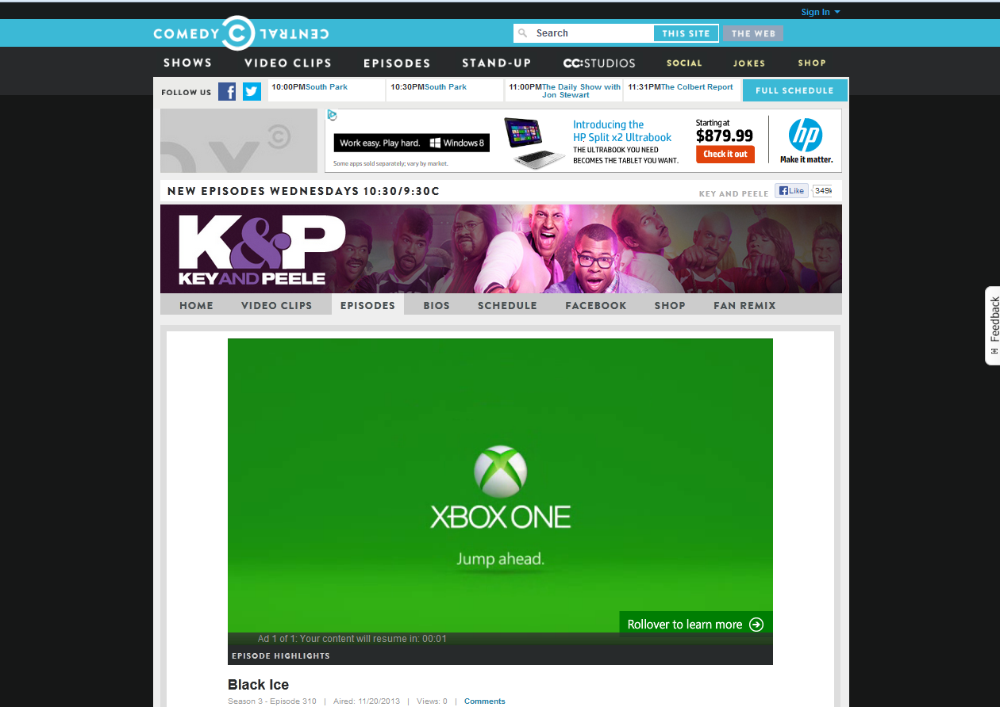 Sign In
COMEDY CENTRAL
Search THIS SITE THE WEB
SHOWS VIDEO CLIPS EPISODES STAND-UP CC:STUDIOS SOCIAL JOKES SHOP
FOLLOW US
10:00PMSouth Park
10:30PMSouth Park
11:00PMThe Daily Show with
Jon Stewart
11:31PMThe Colbert Report
FULL SCHEDULE
Work easy. Play hard. Windows 8
Some apps sold separately; vary by market.
Introducing the
HP Split x2 Ultrabook
THE ULTRABOOK YOU NEED
BECOMES THE TABLET YOU WANT.
Starting at
$879.99
Check it out
hp
Make it matter.
NEW EPISODES WEDNESDAYS 10:30/9:30C
KEY AND PEELE Like 349k
K&P
KEY AND PEELE
HOME VIDEO CLIPS EPISODES BIOS SCHEDULE FACEBOOK SHOP FAN REMIX
Feedback
XBOX ONE
Jump ahead.
Rollover to learn more
Ad 1 of 1: Your content will resume in: 00:01
EPISODE HIGHLIGHTS
Black Ice
Season 3 - Episode 310 | Aired: 11/20/2013 | Views: 0 | Comments